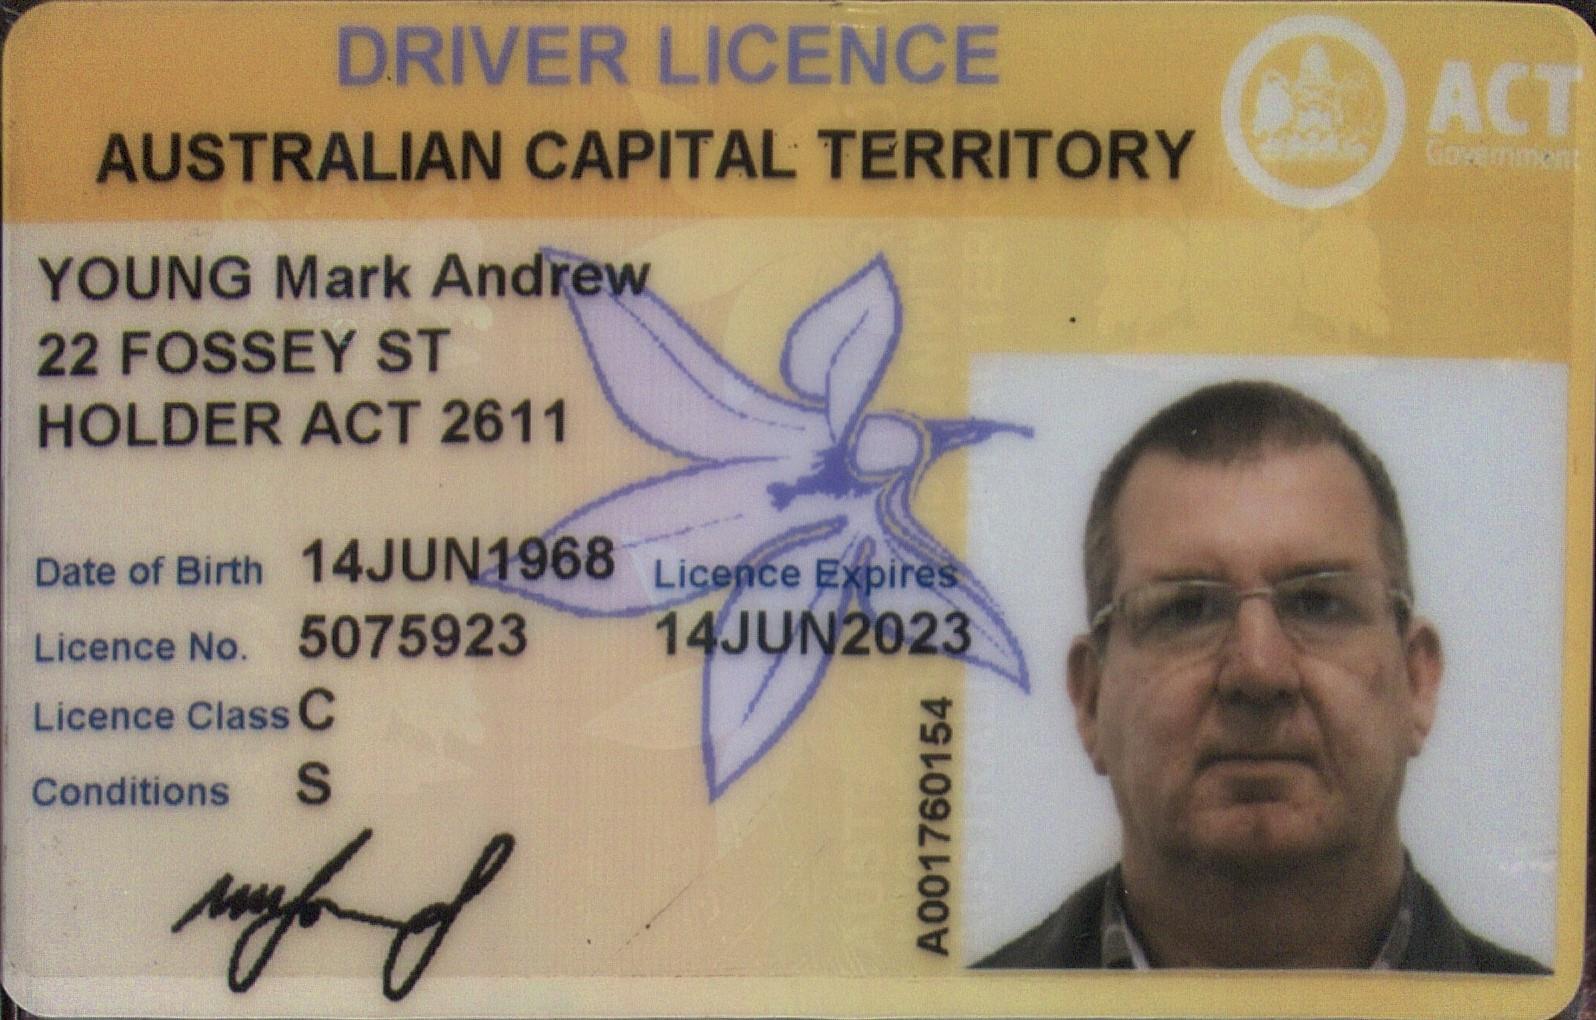 DRIVER LICENCE
AUSTRALIAN CAPITAL TERRITORY
ACT
Government
YOUNG Mark Andrew
22 FOSSEY ST
HOLDER ACT 2611
Date of Birth 14JUN1968 Licence Expires
Licence No. 5075923 14JUN2023
Licence Class C
Conditions S
A001760154